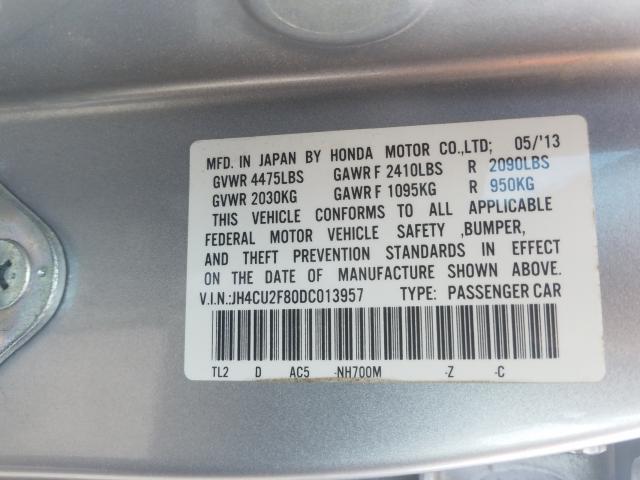 MFD. IN JAPAN BY HONDA MOTOR CO.,LTD; 05/'13
GVWR 4475LBS GAWR F 2410LBS R 2090LBS
GVWR 2030KG GAWR F 1095KG R 950KG
THIS VEHICLE CONFORMS TO ALL APPLICABLE
FEDERAL MOTOR VEHICLE SAFETY ,BUMPER,
AND THEFT PREVENTION STANDARDS IN EFFECT
ON THE DATE OF MANUFACTURE SHOWN ABOVE.
V.I.N.:JH4CU2F80DC013957 TYPE: PASSENGER CAR
TL2 D AC5 -NH700M -Z -C